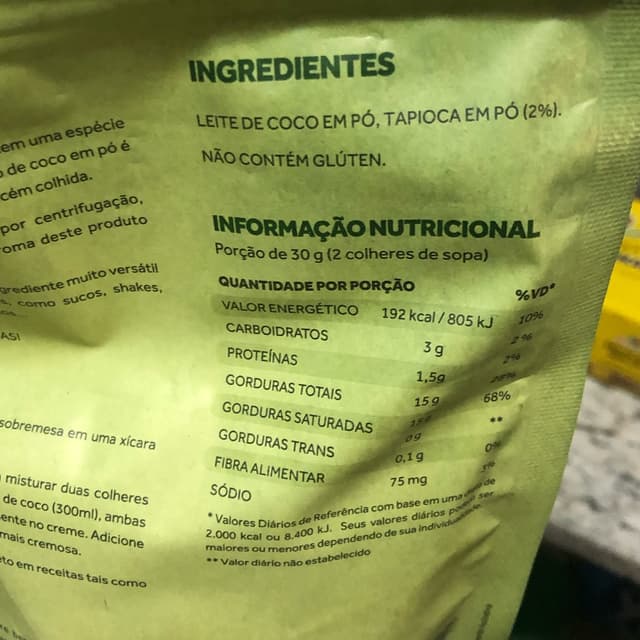 INGREDIENTES
LEITE DE COCO EM PÓ, TAPIOCA EM PÓ (2%).
NÃO CONTÉM GLÚTEN.
em uma espécie
de coco em pó é
cém colhida.
por centrifugação,
oma deste produto
grediente muito versátil
como sucos, shakes,
INFORMAÇÃO NUTRICIONAL
Porção de 30 g (2 colheres de sopa)
QUANTIDADE POR PORÇÃO %VD*
VALOR ENERGÉTICO 192 kcal / 805 kJ 10%
CARBOIDRATOS 3 g 2%
PROTEÍNAS 1,5g 2%
GORDURAS TOTAIS 15 g 28%
GORDURAS SATURADAS 15g 68%
GORDURAS TRANS 0g **
FIBRA ALIMENTAR 0,1 g 0%
SÓDIO 75 mg 3%
* Valores Diários de Referência com base em uma de
2.000 kcal ou 8.400 kJ. Seus valores diários podem ser
maiores ou menores dependendo de sua
** Valor diário não estabelecido
sobremesa em uma xícara
misturar duas colheres
de coco (300ml), ambas
ente no creme. Adicione
mais cremosa.
eto em receitas tais como